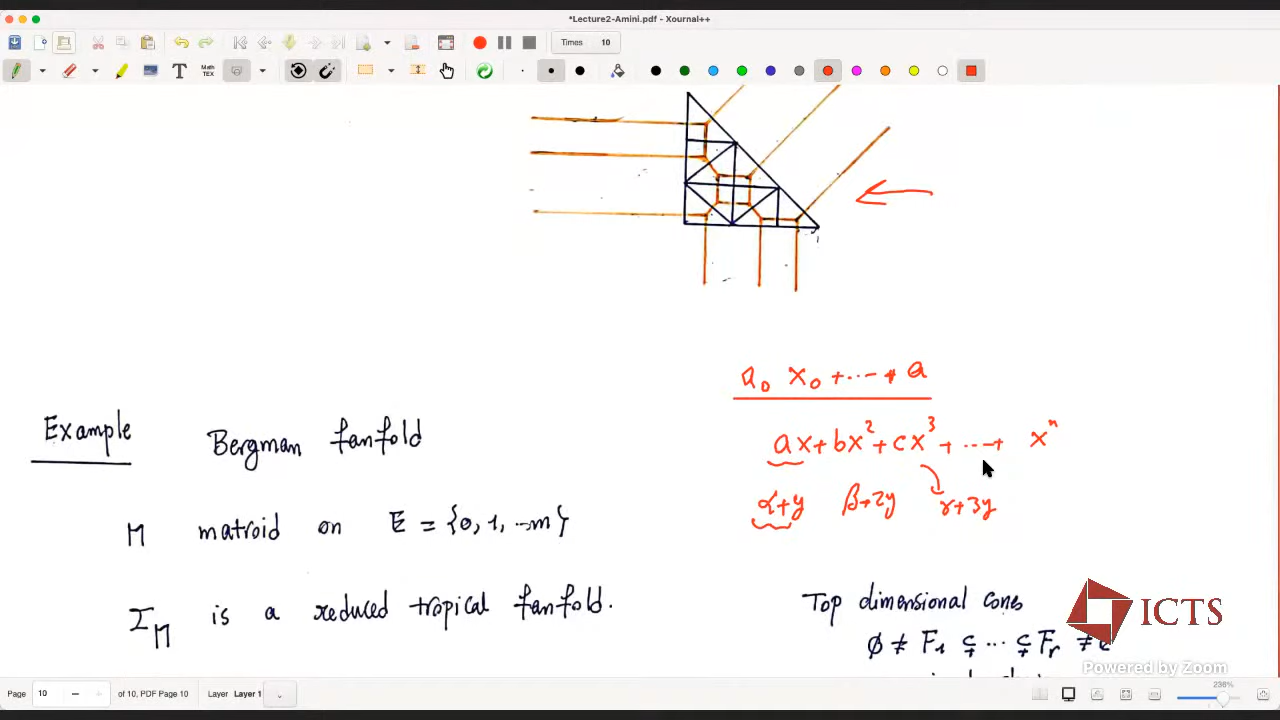 *Lecture2-Amini.pdf - Xournal++
Times 10
a₀ x₀ + ··· + a
Example
Bergman fanfold
ax + bx² + cx³ + ··· + xⁿ
α+y β+2y γ+3y
M matroid on E = {0, 1, ..m}
Σ_M is a reduced tropical fanfold.
Top dimensional cones
ICTS
∅ ≠ F₁ ⊊ ··· ⊊ Fᵣ ≠ E
Powered by Zoom
Page 10 of 10, PDF Page 10 Layer Layer 1
236%